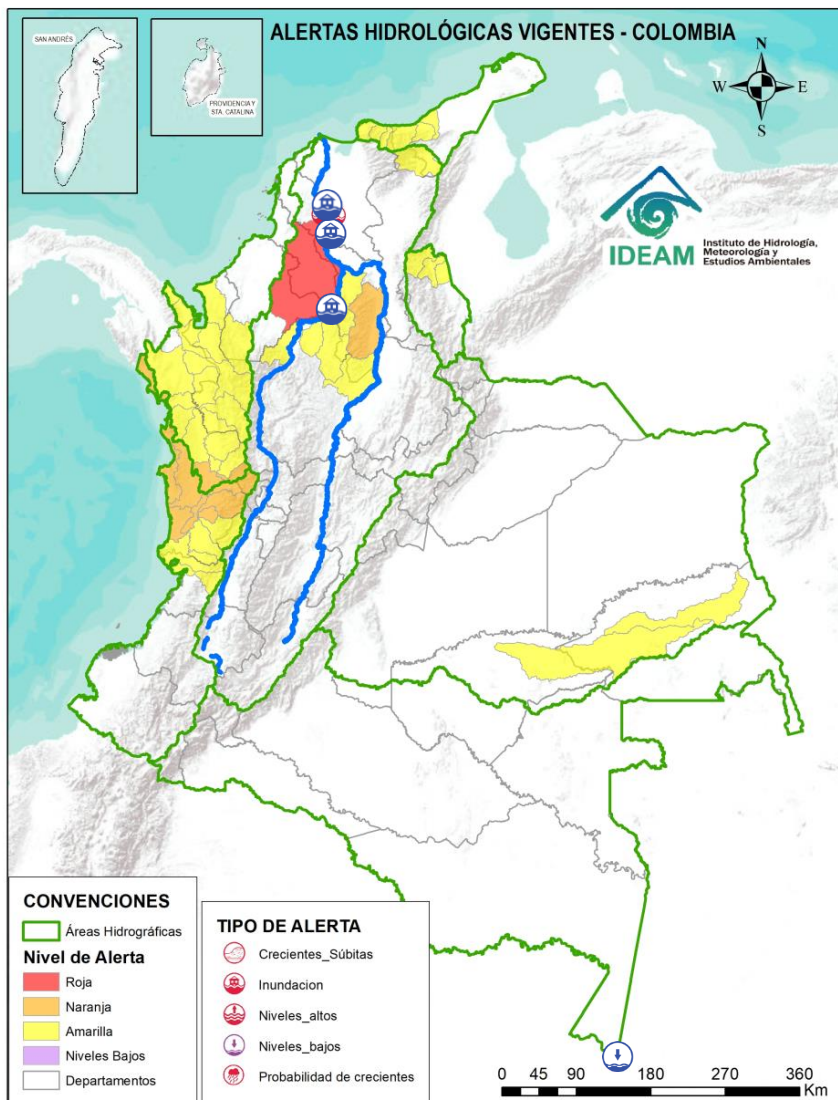 ALERTAS HIDROLÓGICAS VIGENTES - COLOMBIA
SAN ANDRÉS
PROVIDENCIA Y
STA. CATALINA
N
W
E
S
IDEAM
Instituto de Hidrología,
Meteorología y
Estudios Ambientales
CONVENCIONES
Áreas Hidrográficas
Nivel de Alerta
Roja
Naranja
Amarilla
Niveles Bajos
Departamentos
TIPO DE ALERTA
Crecientes_Súbitas
Inundacion
Niveles_altos
Niveles_bajos
Probabilidad de crecientes
0 45 90 180 270 360
Km